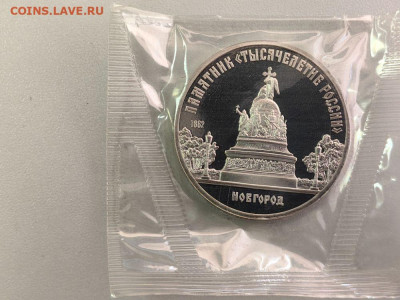 COINS.LAVE.RU
ПАМЯТНИК «ТЫСЯЧЕЛЕТИЕ РОССИИ»
1862
НОВГОРОД